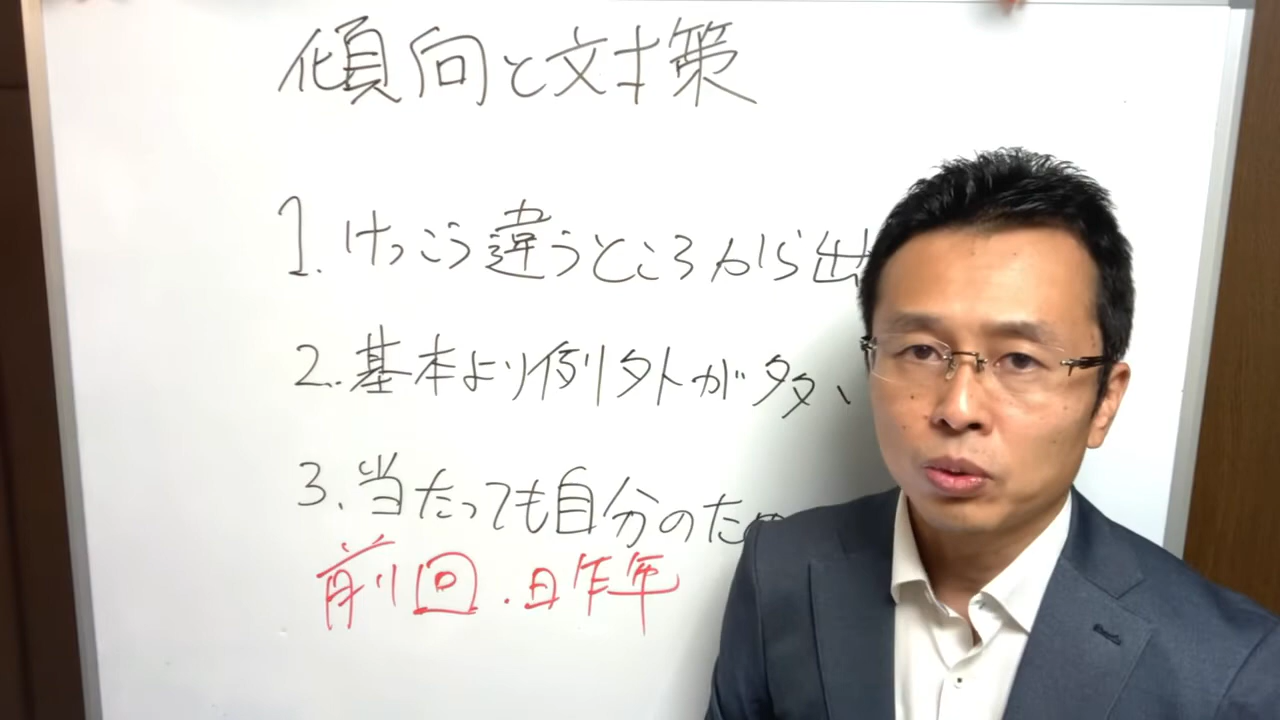 傾向と対策
1. けっこう違うところから出
2. 基本より例外が多い
3. 当たっても自分のため
前回・昨年